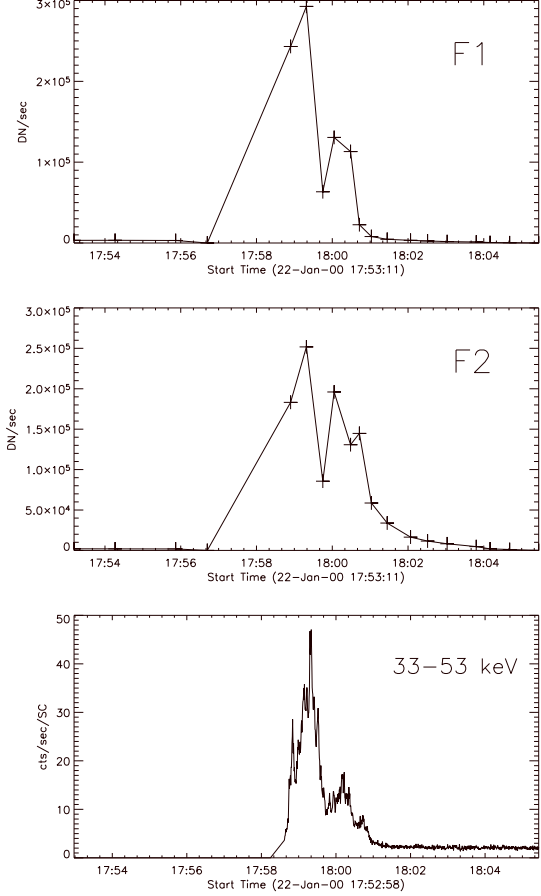 3×10⁵
F1
2×10⁵
DN/sec
1×10⁵
0
17:54 17:56 17:58 18:00 18:02 18:04
Start Time (22-Jan-00 17:53:11)
3.0×10⁵
F2
2.5×10⁵
2.0×10⁵
DN/sec
1.5×10⁵
1.0×10⁵
5.0×10⁴
0
17:54 17:56 17:58 18:00 18:02 18:04
Start Time (22-Jan-00 17:53:11)
50
33-53 keV
40
30
cts/sec/SC
20
10
0
17:54 17:56 17:58 18:00 18:02 18:04
Start Time (22-Jan-00 17:52:58)